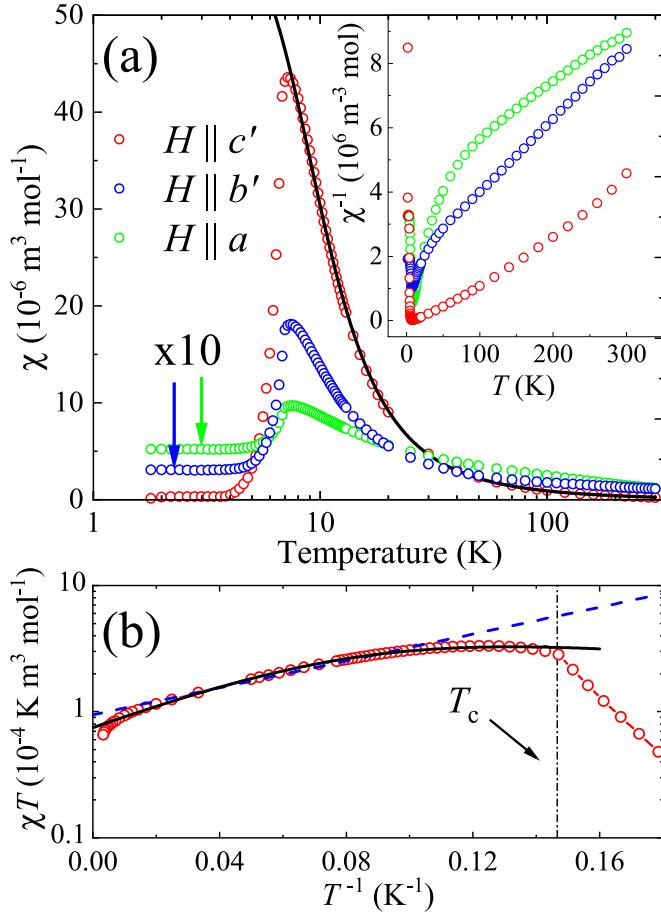 (a)
50
40
30
20
10
0
χ (10⁻⁶ m³ mol⁻¹)
H || c′
H || b′
H || a
x10
1
10
100
Temperature (K)
8
6
4
2
0
χ⁻¹ (10⁶ m⁻³ mol)
0
100
200
300
T (K)
(b)
10
1
0.1
χT (10⁻⁴ K m³ mol⁻¹)
T_c
0.00
0.04
0.08
0.12
0.16
T⁻¹ (K⁻¹)